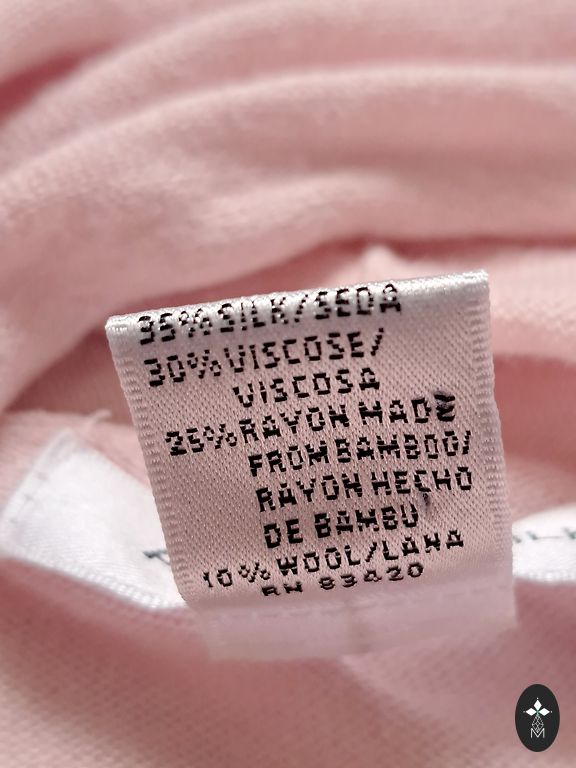 35% SILK/SEDA
30% VISCOSE/
VISCOSA
25% RAYON MADE
FROM BAMBOO/
RAYON HECHO
DE BAMBU
10% WOOL/LANA
RN 83420
M